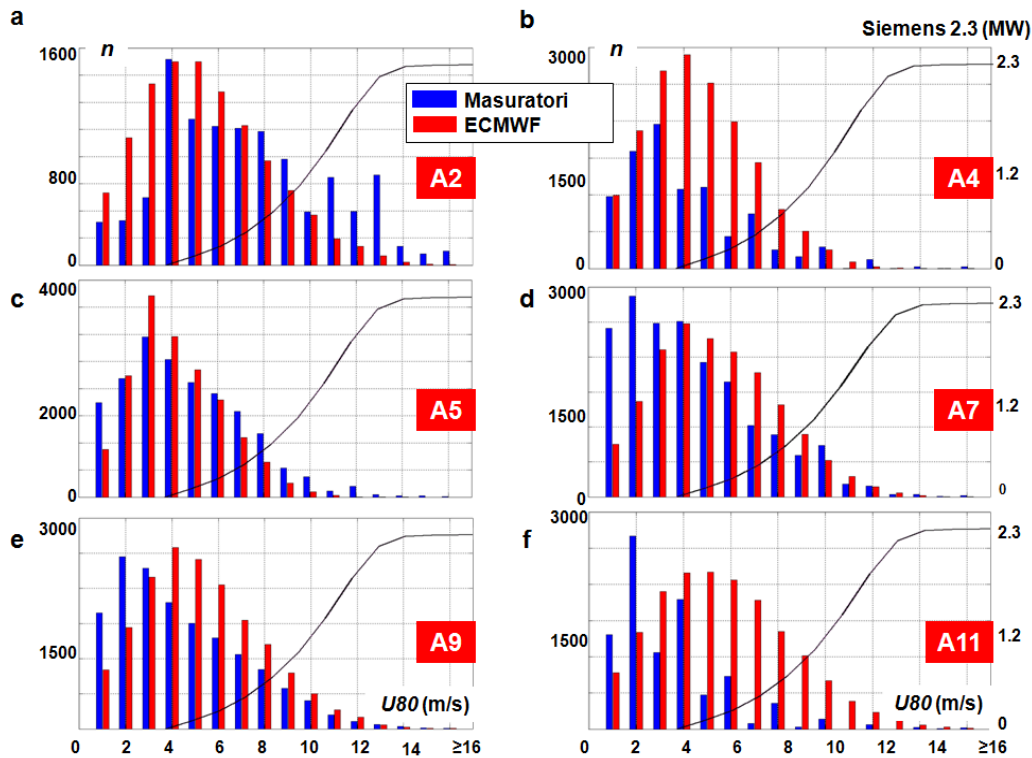 a
b
Siemens 2.3 (MW)
n
n
1600
800
0
3000
1500
0
2.3
1.2
0
Masuratori
ECMWF
A2
A4
c
d
4000
2000
0
3000
1500
0
2.3
1.2
0
A5
A7
e
f
3000
1500
3000
1500
2.3
1.2
0
A9
A11
U80 (m/s)
U80 (m/s)
0 2 4 6 8 10 12 14 ≥16
0 2 4 6 8 10 12 14 ≥16